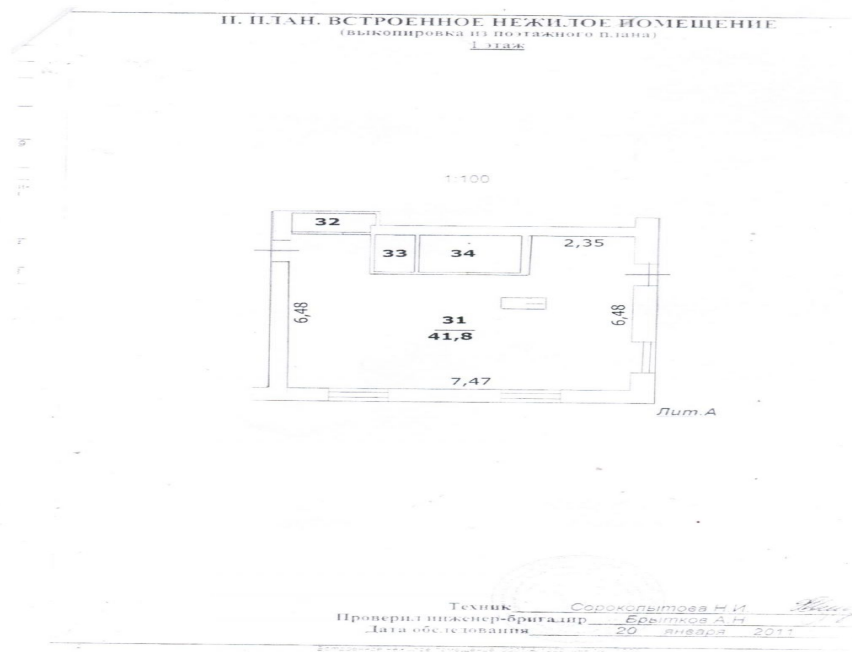 II. ПЛАН. ВСТРОЕННОЕ НЕЖИЛОЕ ПОМЕЩЕНИЕ
(выкопировка из поэтажного плана)
1 этаж
1:100
32
33
34
2,35
6,48
31
41,8
6,48
7,47
Лит.А
Техник Сорокопытова Н.И.
Проверил инженер-бригадир Брытков А.Н
Дата обследования 20 января 2011